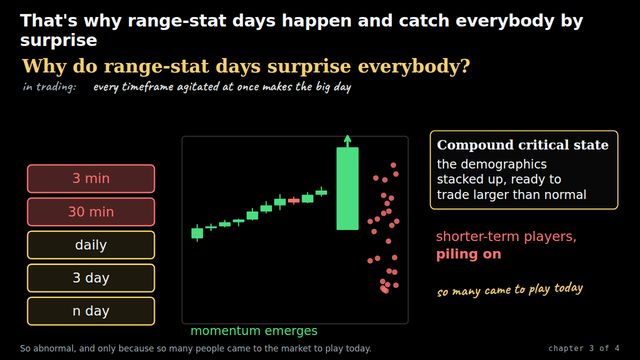 That's why range-stat days happen and catch everybody by
surprise
Why do range-stat days surprise everybody?
in trading: every timeframe agitated at once makes the big day
3 min
30 min
daily
3 day
n day
momentum emerges
Compound critical state
the demographics
stacked up, ready to
trade larger than normal
shorter-term players,
piling on
so many came to play today
So abnormal, and only because so many people came to the market to play today.
chapter 3 of 4